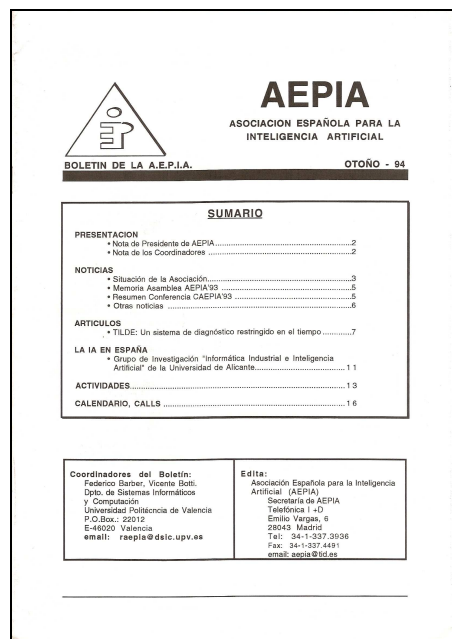 AEPIA
ASOCIACION ESPAÑOLA PARA LA
INTELIGENCIA ARTIFICIAL
BOLETIN DE LA A.E.P.I.A.
OTOÑO - 94
SUMARIO
PRESENTACION
• Nota de Presidente de AEPIA...2
• Nota de los Coordinadores ...2
NOTICIAS
• Situación de la Asociación...3
• Memoria Asamblea AEPIA'93 ...5
• Resumen Conferencia CAEPIA'93 ...5
• Otras noticias ...6
ARTICULOS
• TILDE: Un sistema de diagnóstico restringido en el tiempo ...7
LA IA EN ESPAÑA
• Grupo de Investigación "Informática Industrial e Inteligencia
Artificial" de la Universidad de Alicante...11
ACTIVIDADES...13
CALENDARIO, CALLS ...16
Coordinadores del Boletín:
Federico Barber, Vicente Botti.
Dpto. de Sistemas Informáticos
y Computación
Universidad Politécncia de Valencia
P.O.Box.: 22012
E-46020 Valencia
email: raepia@dsic.upv.es
Edita:
Asociación Española para la Inteligencia
Artificial (AEPIA)
Secretaría de AEPIA
Telefónica I +D
Emilio Vargas, 6
28043 Madrid
Tel: 34-1-337.3936
Fax: 34-1-337.4491
email: aepia@tid.es